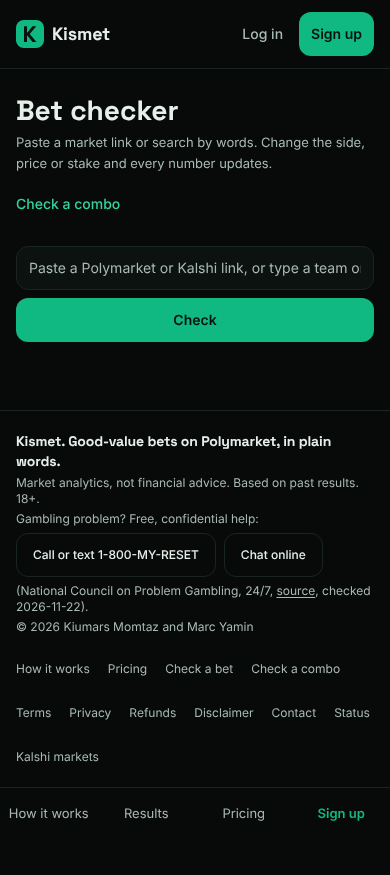 K Kismet
Log in
Sign up
Bet checker
Paste a market link or search by words. Change the side,
price or stake and every number updates.
Check a combo
Paste a Polymarket or Kalshi link, or type a team o
Check
Kismet. Good-value bets on Polymarket, in plain
words.
Market analytics, not financial advice. Based on past results.
18+.
Gambling problem? Free, confidential help:
Call or text 1-800-MY-RESET
Chat online
(National Council on Problem Gambling, 24/7, source, checked
2026-11-22).
© 2026 Kiumars Momtaz and Marc Yamin
How it works Pricing Check a bet Check a combo
Terms Privacy Refunds Disclaimer Contact Status
Kalshi markets
How it works Results Pricing Sign up